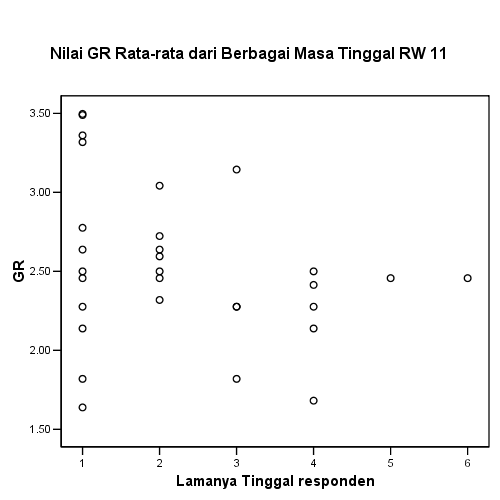 Nilai GR Rata-rata dari Berbagai Masa Tinggal RW 11
3.50
3.00
2.50
2.00
1.50
GR
1 2 3 4 5 6
Lamanya Tinggal responden